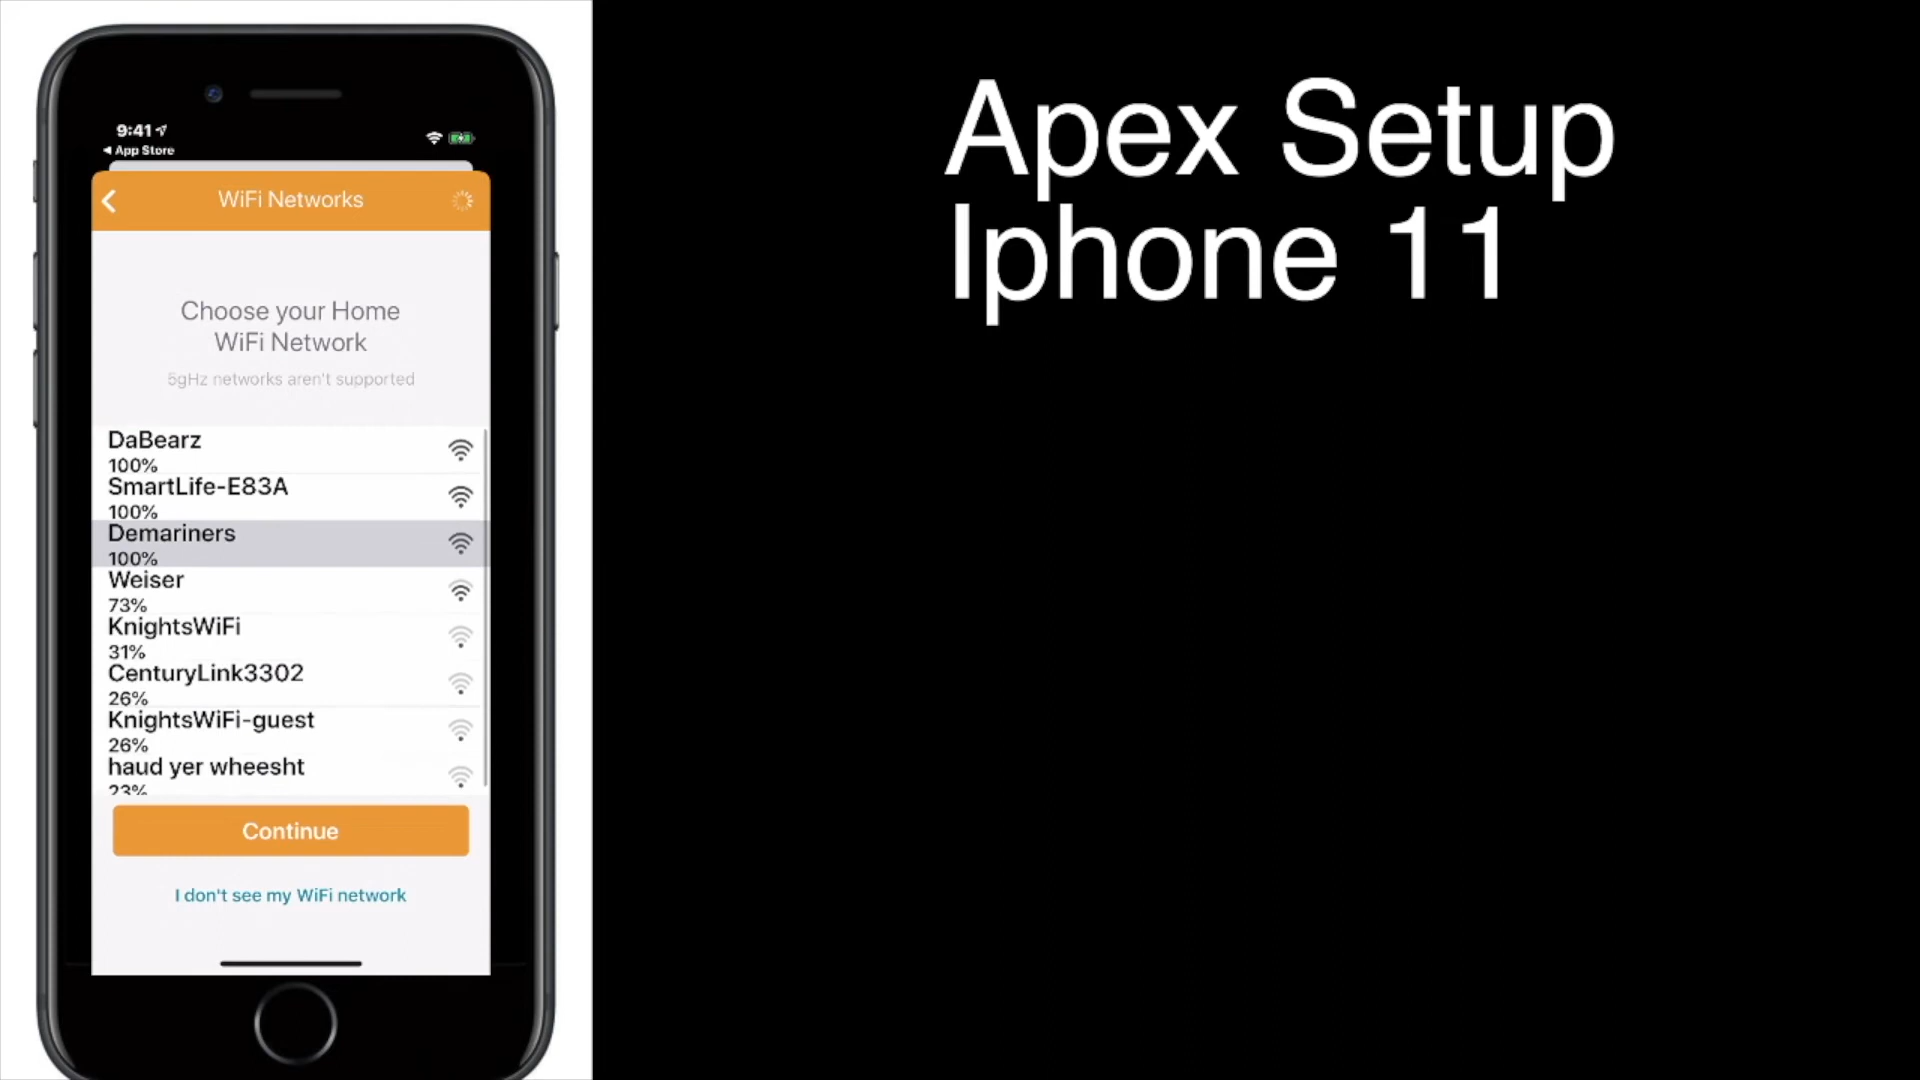 9:41
App Store
WiFi Networks
Choose your Home
WiFi Network
5gHz networks aren't supported
DaBearz
100%
SmartLife-E83A
100%
Demariners
100%
Weiser
73%
KnightsWiFi
31%
CenturyLink3302
26%
KnightsWiFi-guest
26%
haud yer wheesht
23%
Continue
I don't see my WiFi network
Apex Setup
Iphone 11